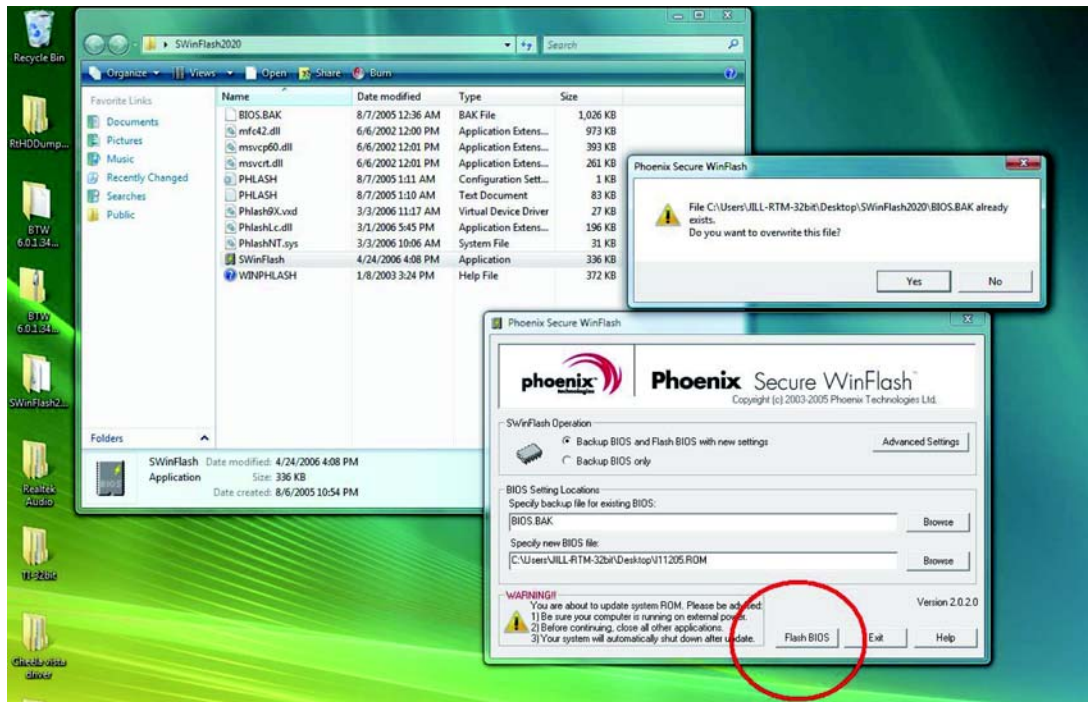 Recycle Bin
BTW
6.0.1.34...
BTW
6.0.1.34...
SWinFlash2...
Realtek
Audio
TI-32bit
SWinFlash2020
Search
Organize
Views
Open
Share
Burn
Favorite Links
Documents
Pictures
Music
Recently Changed
Searches
Public
Folders
Name Date modified Type Size
BIOS.BAK 8/7/2005 12:36 AM BAK File 1,026 KB
mfc42.dll 6/6/2002 12:00 PM Application Extens... 973 KB
msvcp60.dll 6/6/2002 12:01 PM Application Extens... 393 KB
msvcrt.dll 6/6/2002 12:01 PM Application Extens... 261 KB
PHLASH 8/7/2005 1:11 AM Configuration Sett... 1 KB
PHLASH 8/7/2005 1:10 AM Text Document 83 KB
Phlash9X.vxd 3/3/2006 11:17 AM Virtual Device Driver 27 KB
PhlashLc.dll 3/1/2006 5:45 PM Application Extens... 196 KB
PhlashNT.sys 3/3/2006 10:06 AM System File 31 KB
SWinFlash 4/24/2006 4:08 PM Application 336 KB
WINPHLASH 1/8/2003 3:24 PM Help File 372 KB
SWinFlash Date modified: 4/24/2006 4:08 PM
Application Size: 336 KB
Date created: 8/6/2005 10:54 PM
Phoenix Secure WinFlash
File C:\Users\JILL-RTM-32bit\Desktop\SWinFlash2020\BIOS.BAK already
exists.
Do you want to overwrite this file?
Yes
No
Phoenix Secure WinFlash
phoenix
technologies
Phoenix Secure WinFlash™
Copyright (c) 2003-2005 Phoenix Technologies Ltd.
SWinFlash Operation
Backup BIOS and Flash BIOS with new settings
Advanced Settings
Backup BIOS only
BIOS Setting Locations
Specify backup file for existing BIOS:
BIOS.BAK
Browse
Specify new BIOS file:
C:\Users\JILL-RTM-32bit\Desktop\I11205.ROM
Browse
WARNING!!
You are about to update system ROM. Please be advised:
1) Be sure your computer is running on external power.
2) Before continuing, close all other applications.
3) Your system will automatically shut down after update.
Version 2.0.2.0
Flash BIOS
Exit
Help